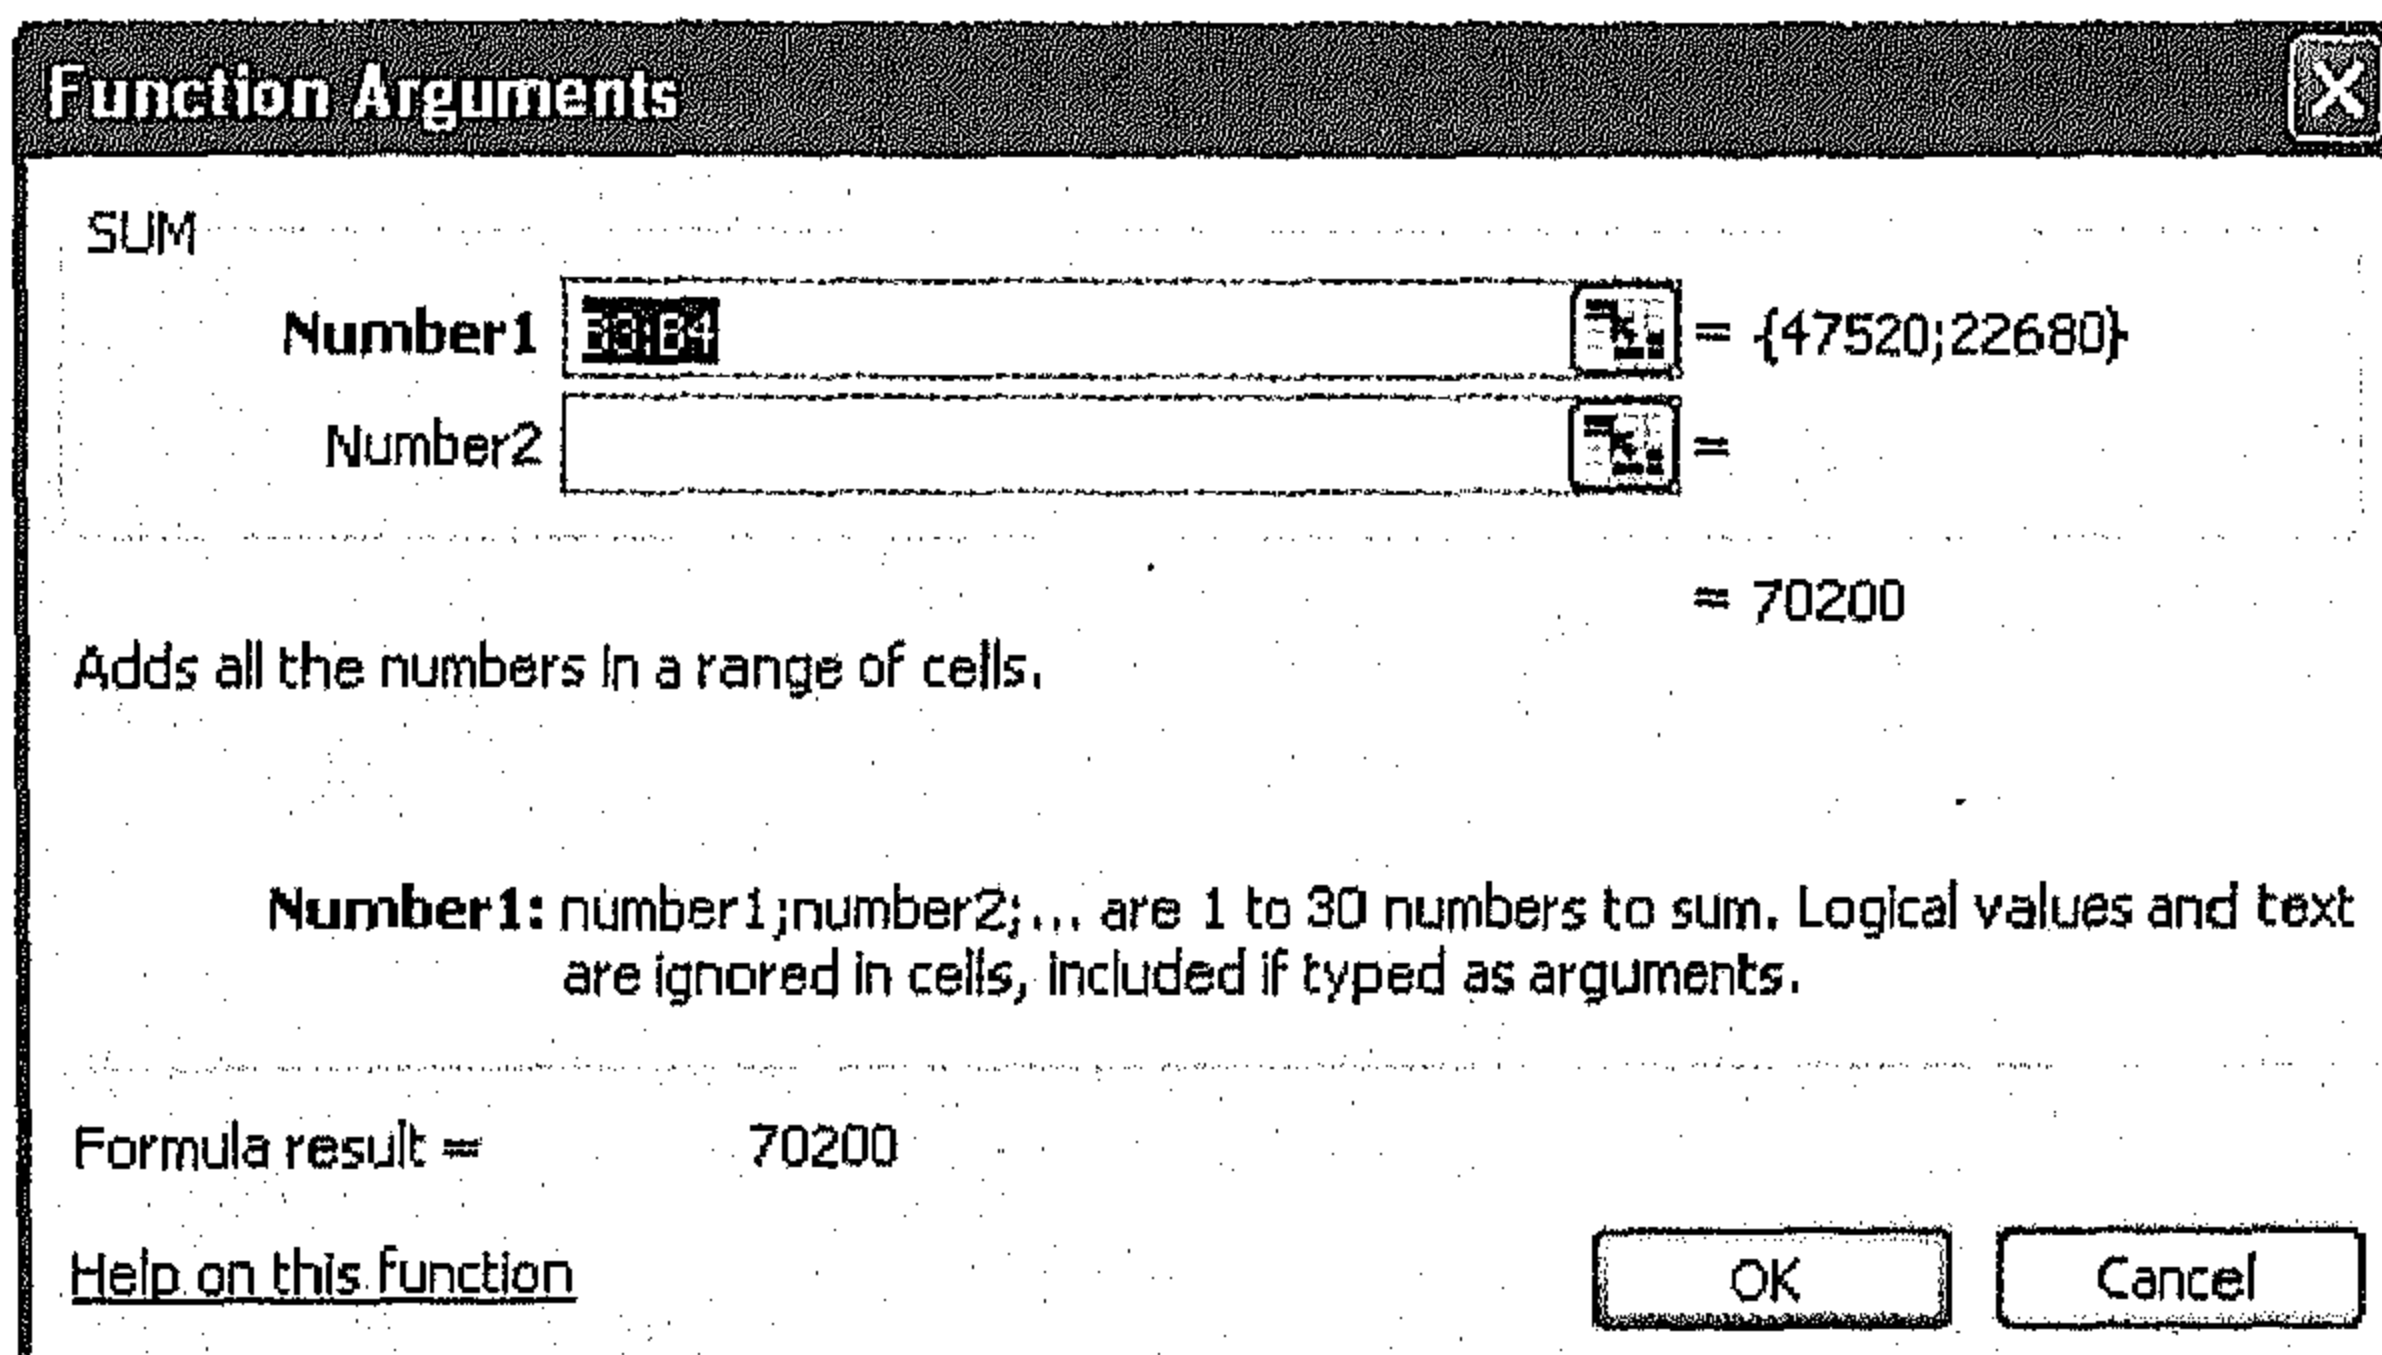 Function Arguments
SUM
Number1 B3:B4 = {47520;22680}
Number2 =
= 70200
Adds all the numbers in a range of cells.
Number1: number1;number2;... are 1 to 30 numbers to sum. Logical values and text
are ignored in cells, included if typed as arguments.
Formula result = 70200
Help on this function
OK Cancel